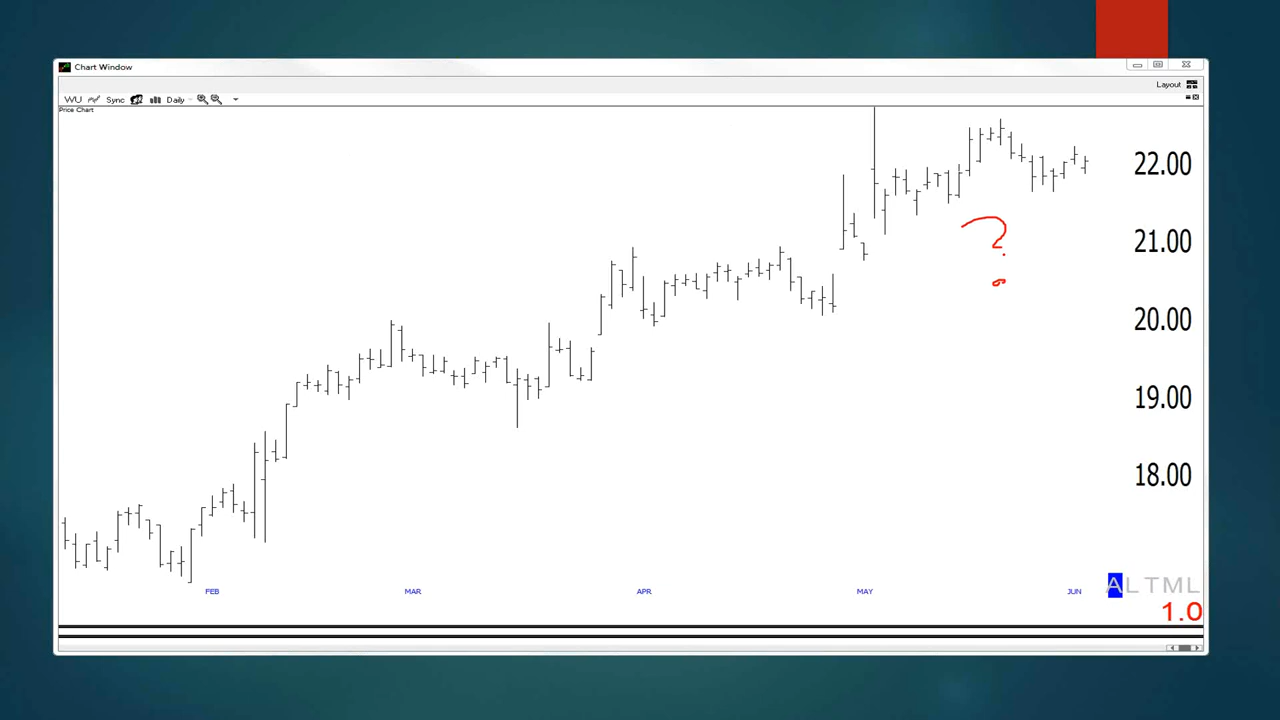 Chart Window
Layout
WU Sync Daily
Price Chart
22.00
21.00
?
20.00
19.00
18.00
FEB MAR APR MAY JUN
ALTML
1.0